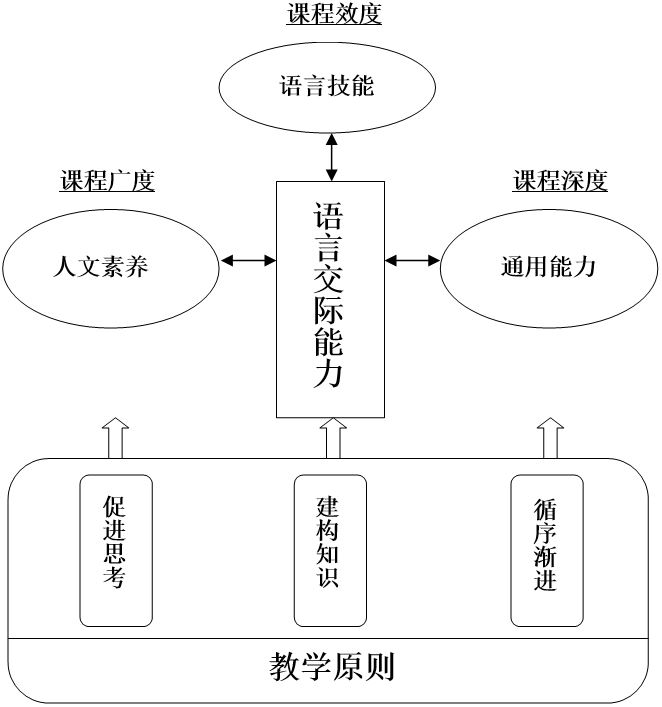 课程效度
语言技能
课程广度
课程深度
人文素养
语言交际能力
通用能力
促进思考
建构知识
循序渐进
教学原则